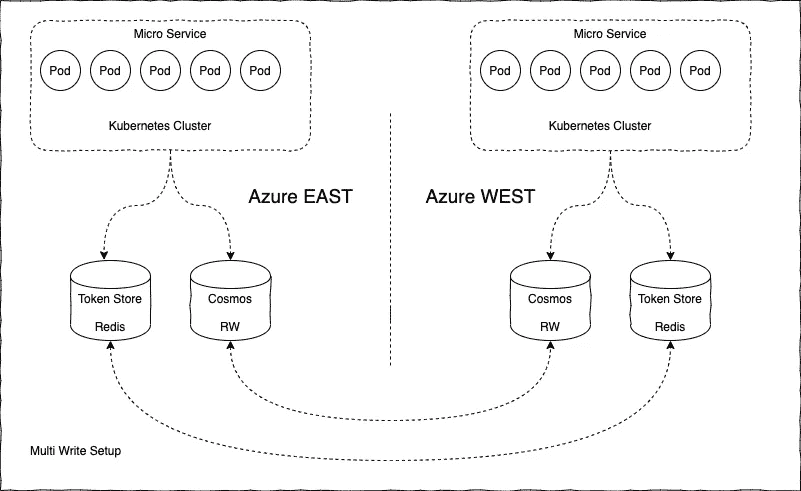 Micro Service
Pod Pod Pod Pod Pod
Kubernetes Cluster
Micro Service
Pod Pod Pod Pod Pod
Kubernetes Cluster
Azure EAST
Azure WEST
Token Store
Redis
Cosmos
RW
Cosmos
RW
Token Store
Redis
Multi Write Setup